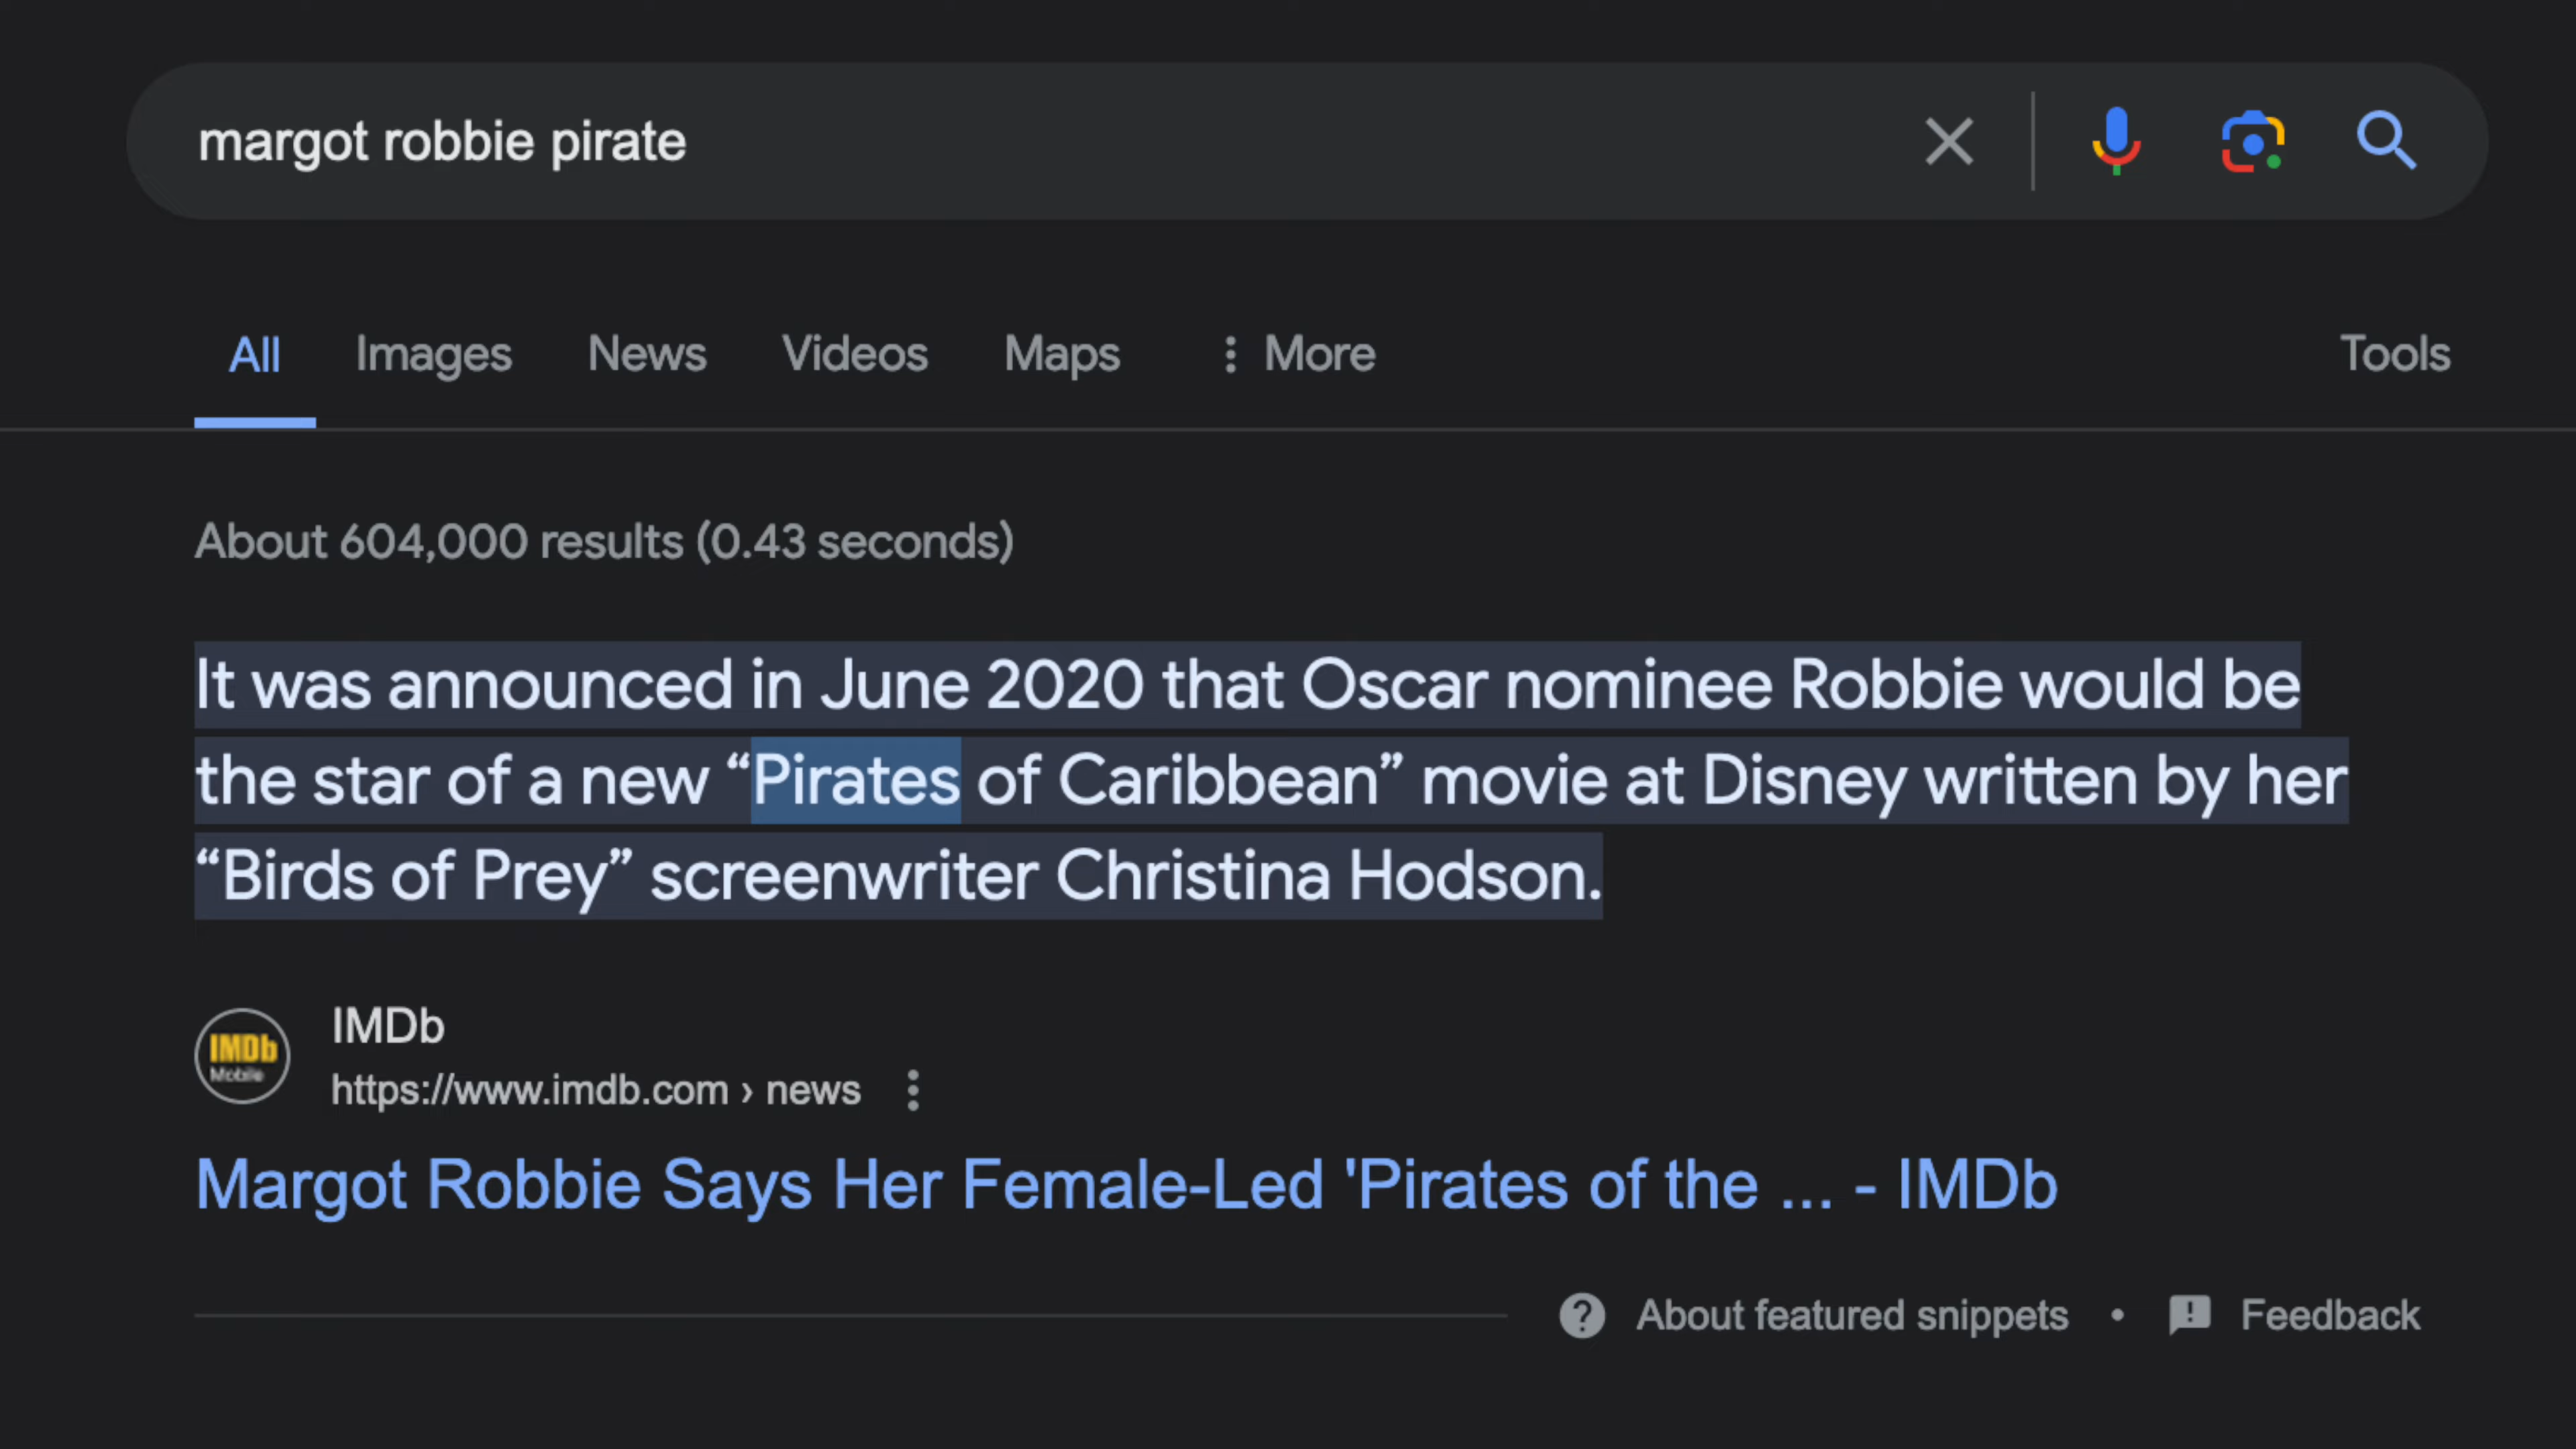 margot robbie pirate
All Images News Videos Maps More Tools
About 604,000 results (0.43 seconds)
It was announced in June 2020 that Oscar nominee Robbie would be
the star of a new “Pirates of Caribbean” movie at Disney written by her
“Birds of Prey” screenwriter Christina Hodson.
IMDb
Mobile
IMDb
https://www.imdb.com › news
Margot Robbie Says Her Female-Led 'Pirates of the ... - IMDb
About featured snippets • Feedback